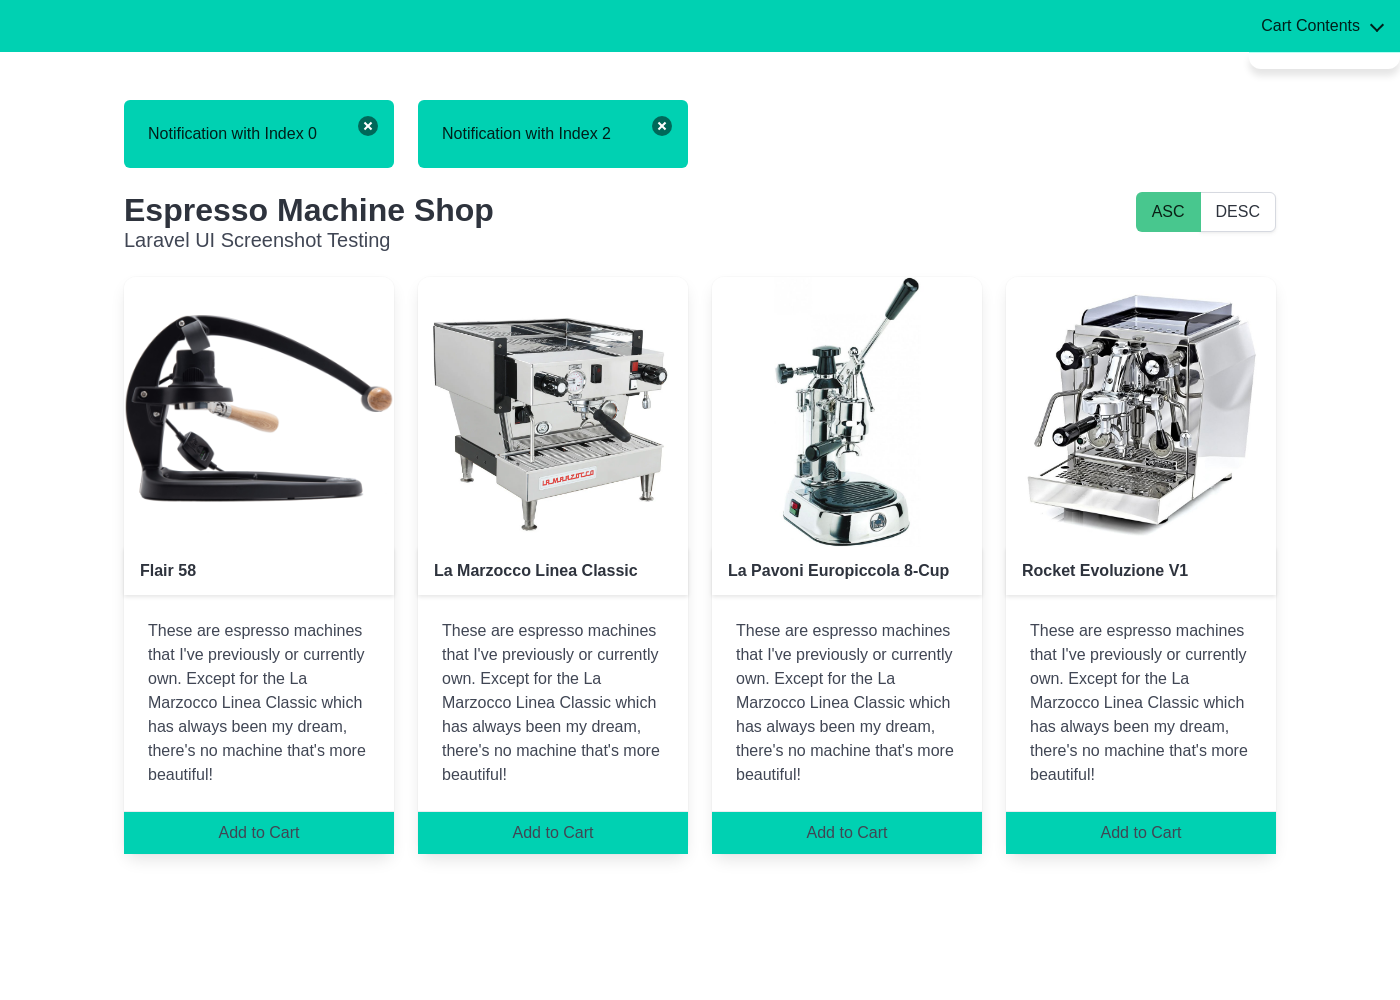 Cart Contents
Notification with Index 0
Notification with Index 2
Espresso Machine Shop
Laravel UI Screenshot Testing
ASC
DESC
LA MARZOCCO
Flair 58
La Marzocco Linea Classic
La Pavoni Europiccola 8-Cup
Rocket Evoluzione V1
These are espresso machines
that I've previously or currently
own. Except for the La
Marzocco Linea Classic which
has always been my dream,
there's no machine that's more
beautiful!
These are espresso machines
that I've previously or currently
own. Except for the La
Marzocco Linea Classic which
has always been my dream,
there's no machine that's more
beautiful!
These are espresso machines
that I've previously or currently
own. Except for the La
Marzocco Linea Classic which
has always been my dream,
there's no machine that's more
beautiful!
These are espresso machines
that I've previously or currently
own. Except for the La
Marzocco Linea Classic which
has always been my dream,
there's no machine that's more
beautiful!
Add to Cart
Add to Cart
Add to Cart
Add to Cart